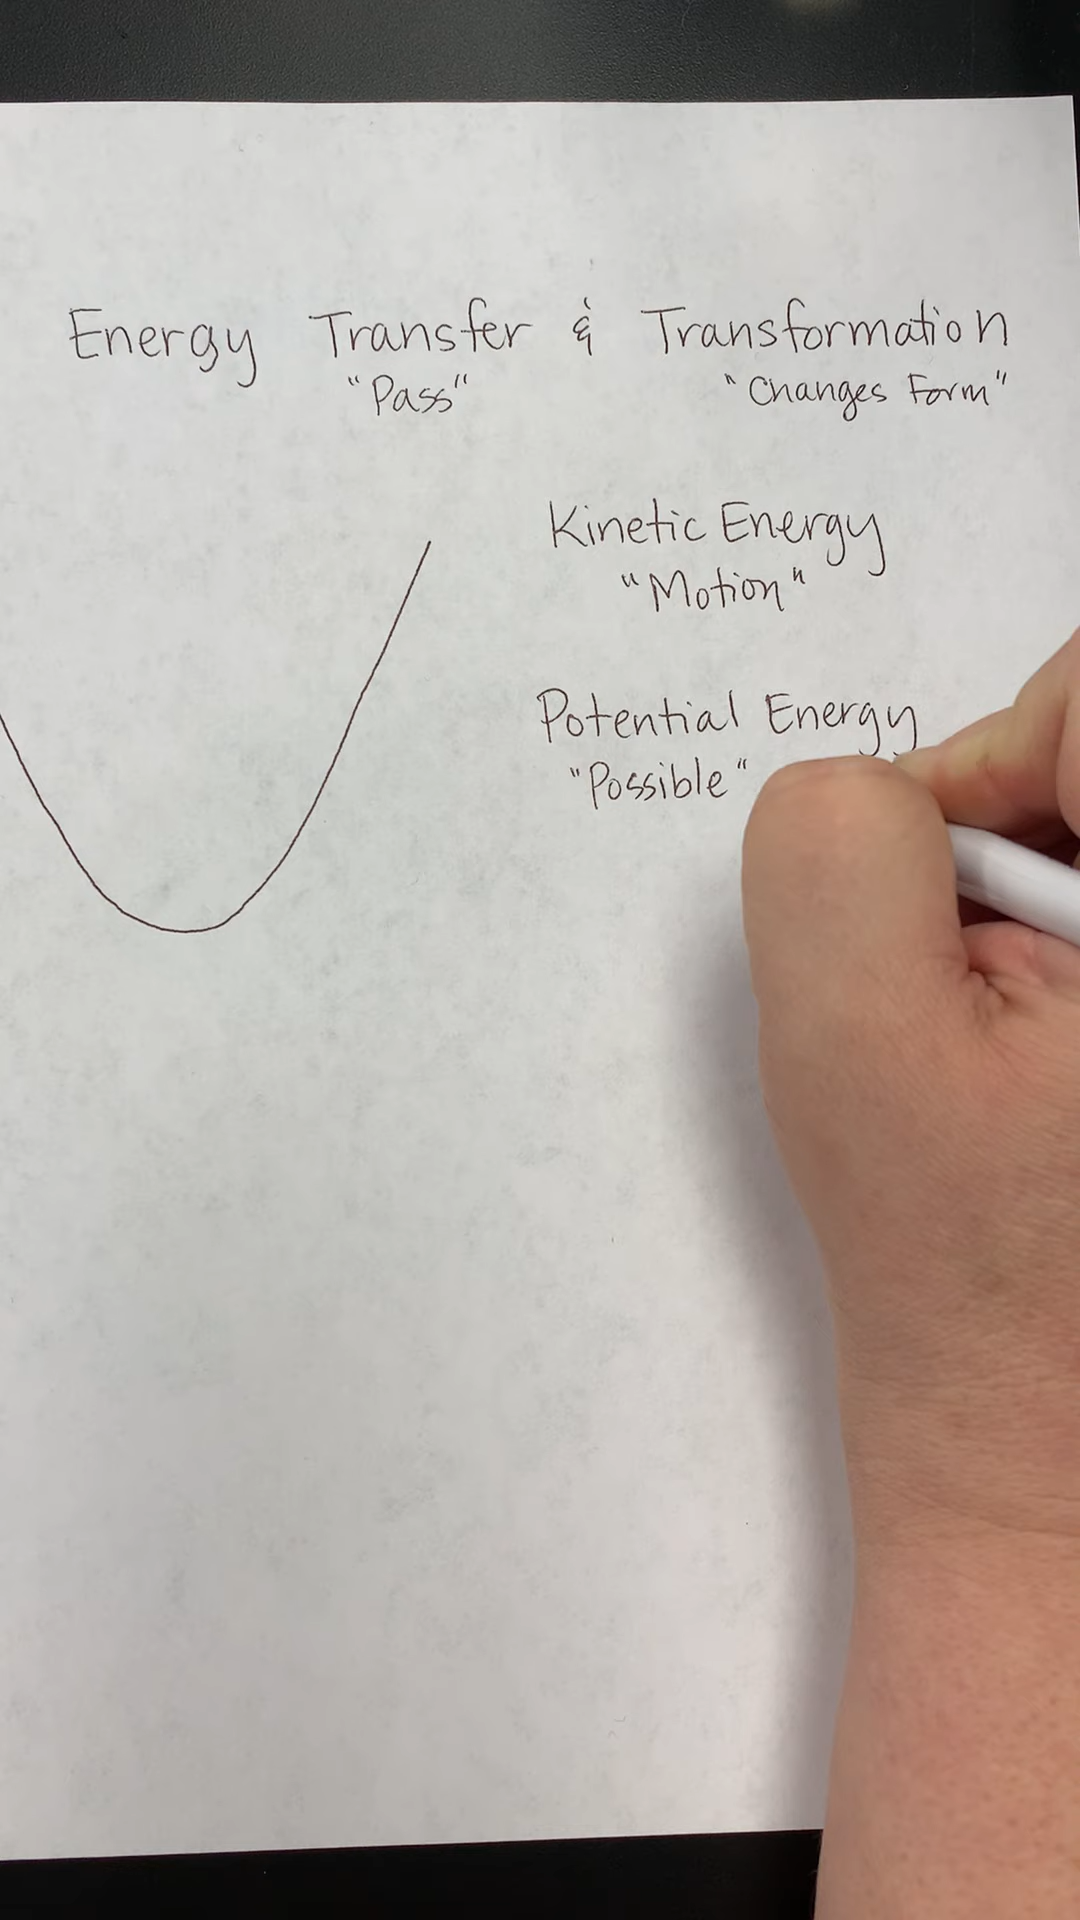 Energy Transfer & Transformation
"Pass" "Changes Form"
Kinetic Energy
"Motion"
Potential Energy
"Possible"